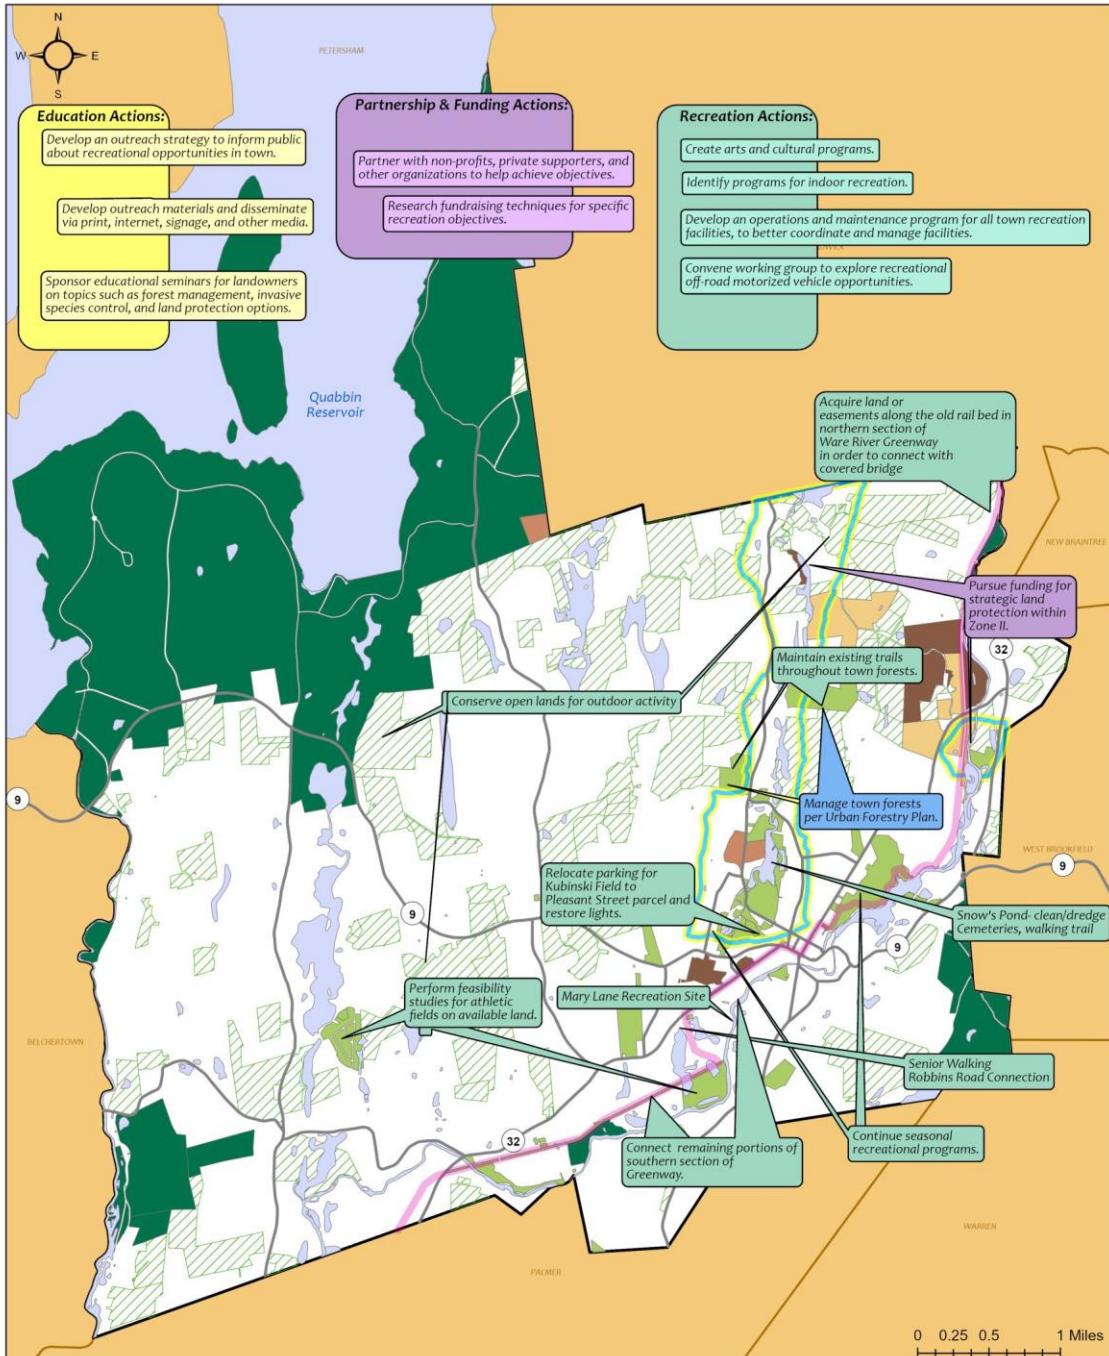 N
W E
S
PETERSHAM
Education Actions:
Develop an outreach strategy to inform public
about recreational opportunities in town.
Develop outreach materials and disseminate
via print, internet, signage, and other media.
Sponsor educational seminars for landowners
on topics such as forest management, invasive
species control, and land protection options.
Partnership & Funding Actions:
Partner with non-profits, private supporters, and
other organizations to help achieve objectives.
Research fundraising techniques for specific
recreation objectives.
Recreation Actions:
Create arts and cultural programs.
Identify programs for indoor recreation.
Develop an operations and maintenance program for all town recreation
facilities, to better coordinate and manage facilities.
Convene working group to explore recreational
off-road motorized vehicle opportunities.
Quabbin
Reservoir
Acquire land or
easements along the old rail bed in
northern section of
Ware River Greenway
in order to connect with
covered bridge
NEW BRAINTREE
Pursue funding for
strategic land
protection within
Zone II.
32
Maintain existing trails
throughout town forests.
Conserve open lands for outdoor activity
9
Manage town forests
per Urban Forestry Plan.
WEST BROOKFIELD
9
Relocate parking for
Kubinski Field to
Pleasant Street parcel and
restore lights.
9
Snow's Pond- clean/dredge
Cemeteries, walking trail
9
Perform feasibility
studies for athletic
fields on available land.
Mary Lane Recreation Site
BELCHERTOWN
Senior Walking
Robbins Road Connection
32
Connect remaining portions of
southern section of
Greenway.
Continue seasonal
recreational programs.
WARREN
PALMER
0 0.25 0.5 1 Miles